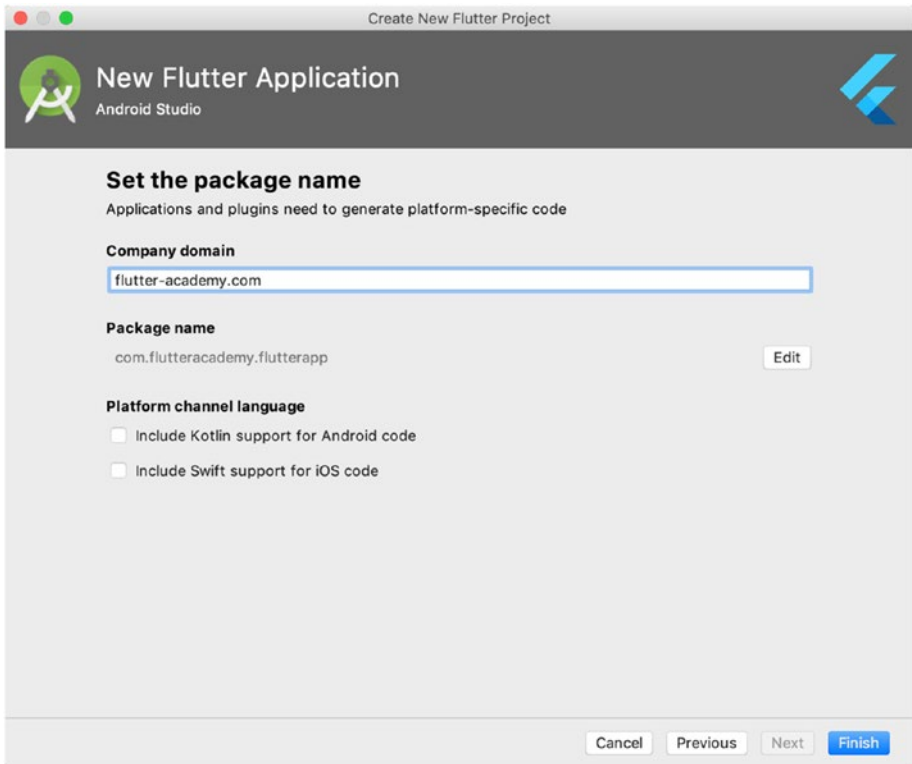 Create New Flutter Project
New Flutter Application
Android Studio
Set the package name
Applications and plugins need to generate platform-specific code
Company domain
flutter-academy.com
Package name
com.flutteracademy.flutterapp
Edit
Platform channel language
Include Kotlin support for Android code
Include Swift support for iOS code
Cancel Previous Next Finish